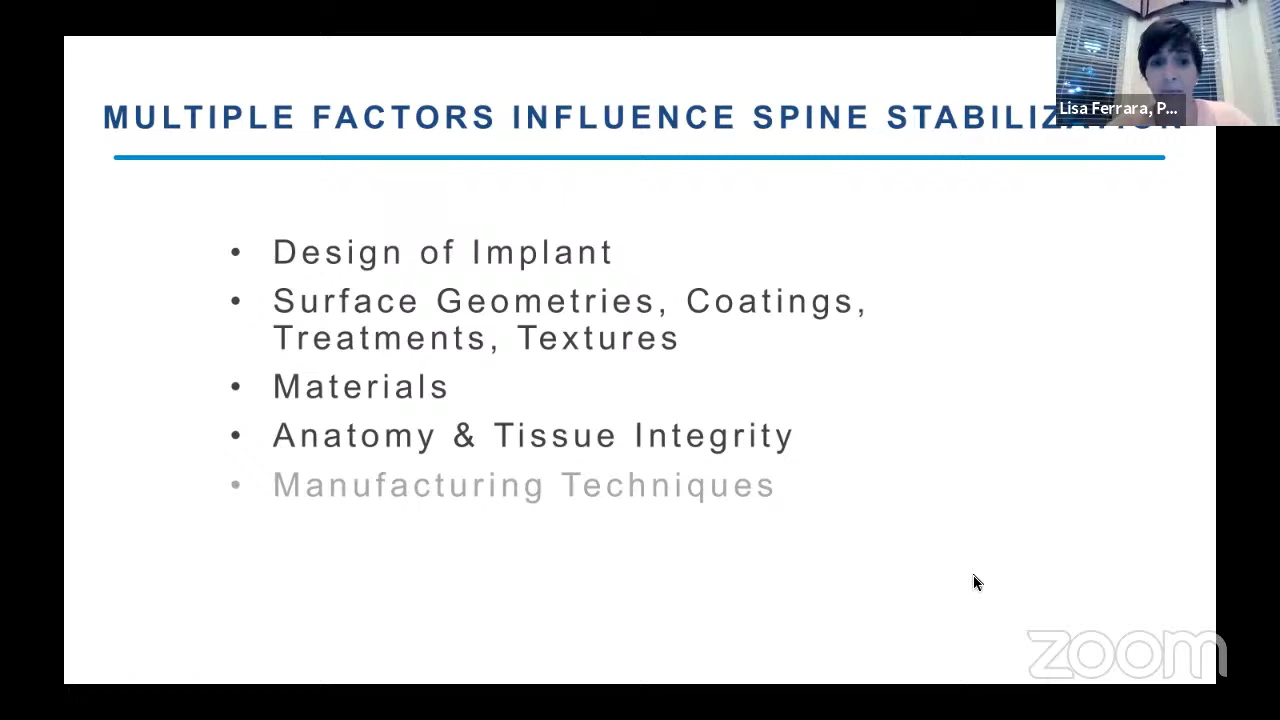 MULTIPLE FACTORS INFLUENCE SPINE STABILIZATION
Lisa Ferrara, P...
• Design of Implant
• Surface Geometries, Coatings,
Treatments, Textures
• Materials
• Anatomy & Tissue Integrity
• Manufacturing Techniques
zoom